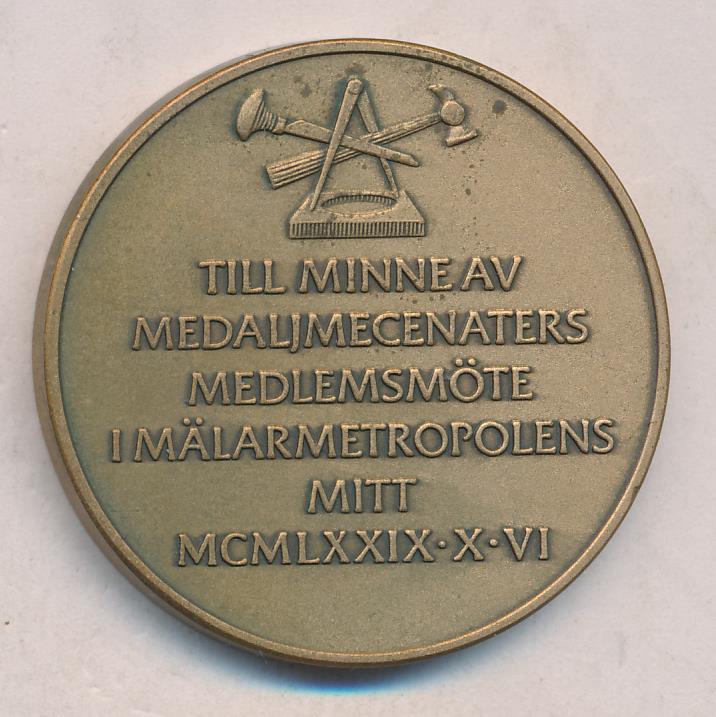 TILL MINNE AV
MEDALJMECENATERS
MEDLEMSMÖTE
I MÄLARMETROPOLENS
MITT
MCMLXXIX·X·VI